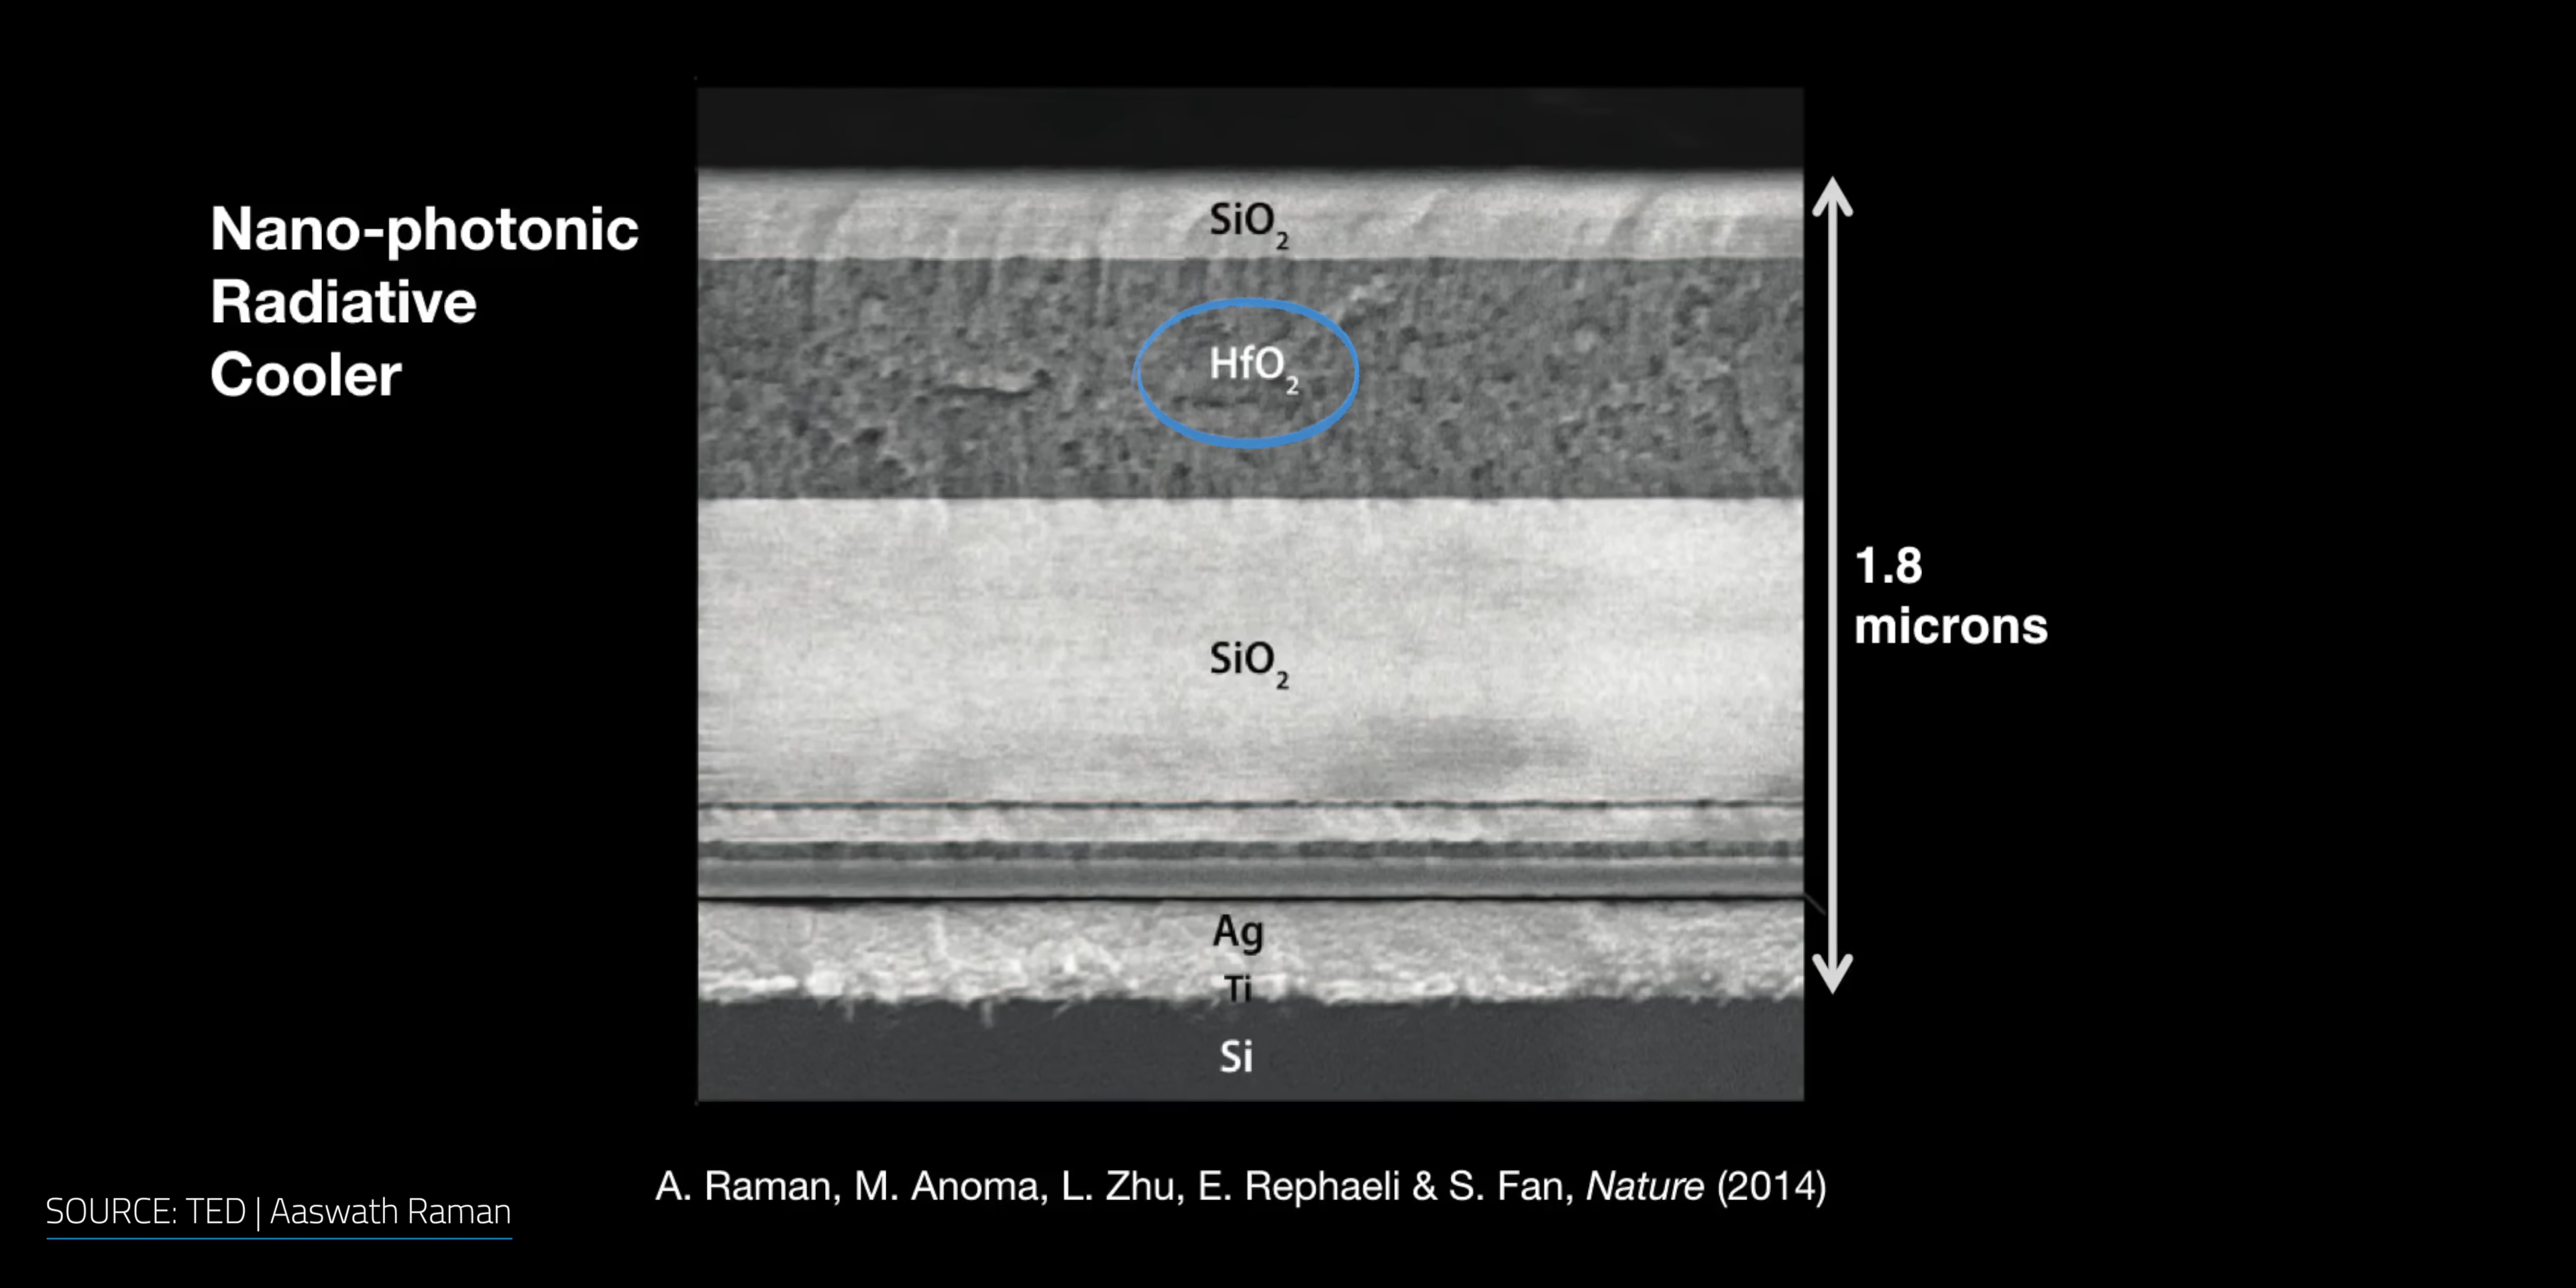 Nano-photonic
Radiative
Cooler
SiO₂
HfO₂
SiO₂
1.8
microns
Ag
Ti
Si
A. Raman, M. Anoma, L. Zhu, E. Rephaeli & S. Fan, Nature (2014)
SOURCE: TED | Aaswath Raman